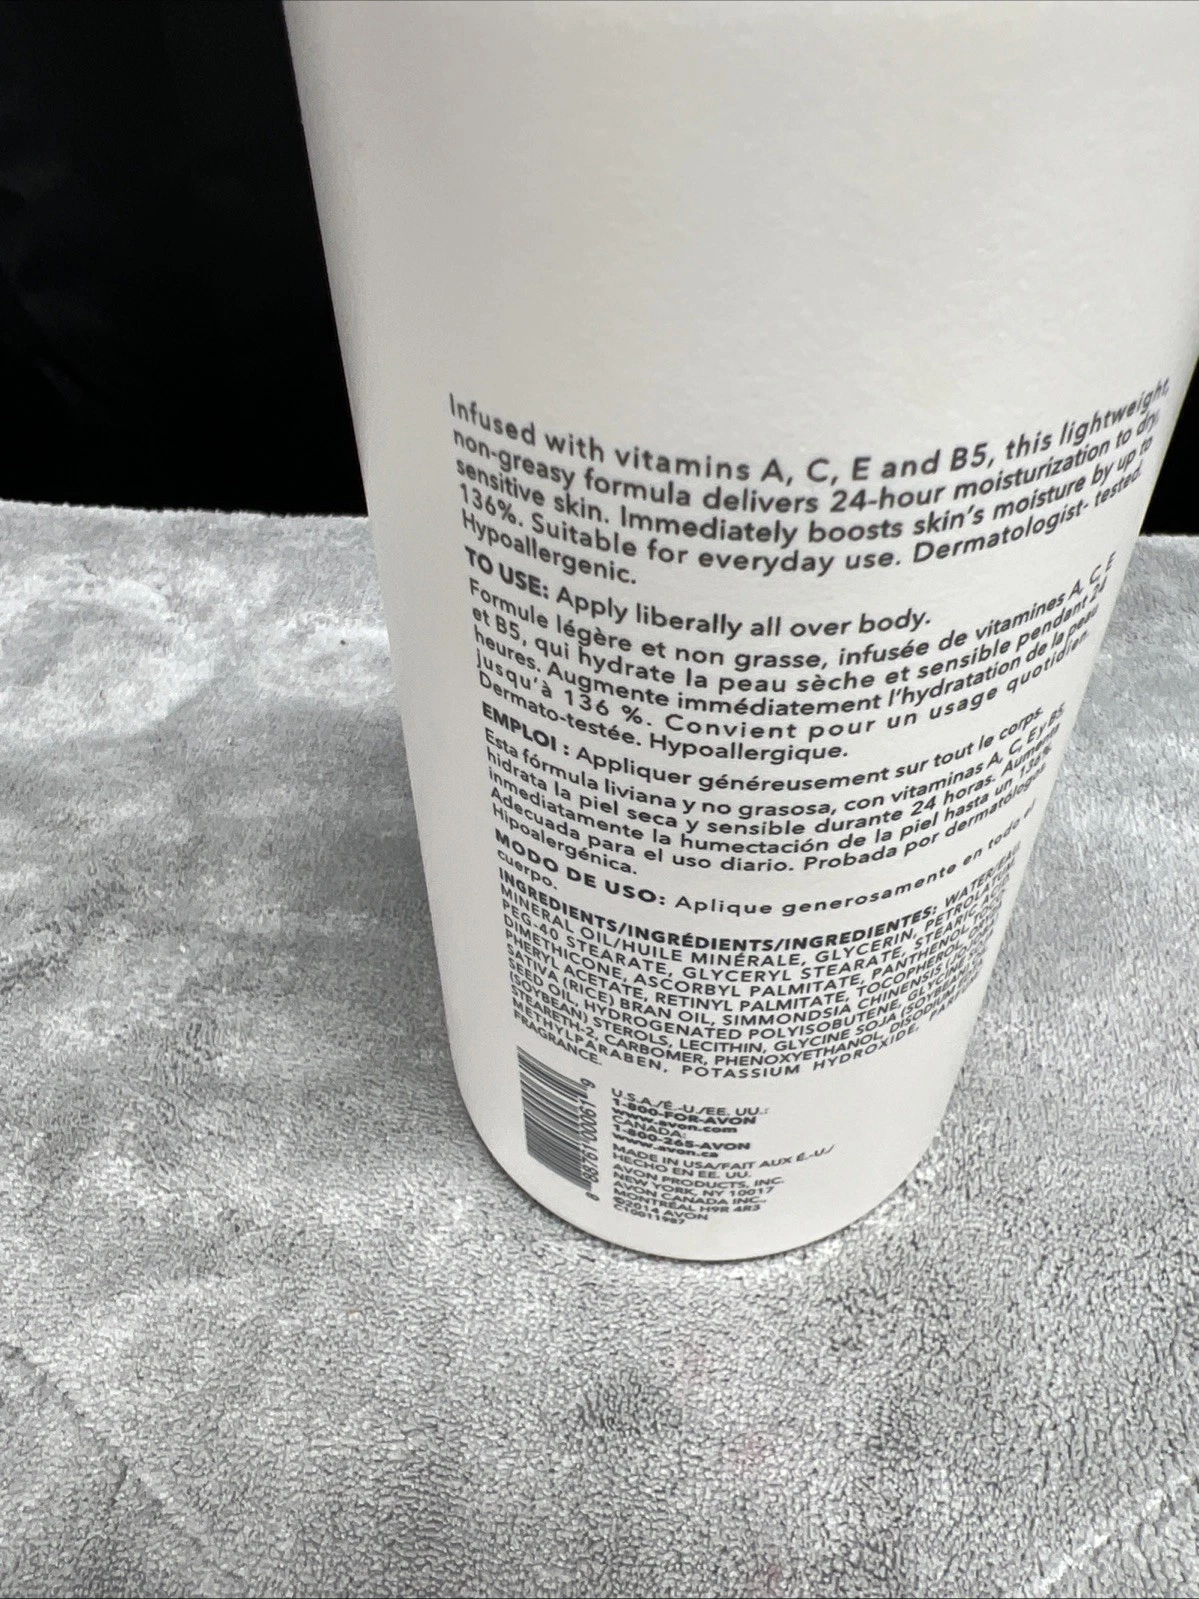 Infused with vitamins A, C, E and B5, this lightweight,
non-greasy formula delivers 24-hour moisturization to dry,
sensitive skin. Immediately boosts skin's moisture by up to
136%. Suitable for everyday use. Dermatologist- tested.
Hypoallergenic.
TO USE: Apply liberally all over body.
Formule légère et non grasse, infusée de vitamines A, C, E
et B5, qui hydrate la peau sèche et sensible pendant 24
heures. Augmente immédiatement l'hydratation de la peau
jusqu'à 136 %. Convient pour un usage quotidien.
Dermato-testée. Hypoallergique.
EMPLOI : Appliquer généreusement sur tout le corps.
Esta fórmula liviana y no grasosa, con vitaminas A, C, E y B5,
hidrata la piel seca y sensible durante 24 horas. Aumenta
inmediatamente la humectación de la piel hasta un 136%.
Adecuada para el uso diario. Probada por dermatólogos.
Hipoalergénica.
MODO DE USO: Aplique generosamente en todo el
cuerpo.
INGREDIENTS/INGRÉDIENTS/INGREDIENTES: WATER/EAU,
MINERAL OIL/HUILE MINÉRALE, GLYCERIN, PETROLATUM,
PEG-40 STEARATE, GLYCERYL STEARATE, STEARIC ACID,
DIMETHICONE, ASCORBYL PALMITATE, PANTHENOL,
PHERYL ACETATE, RETINYL PALMITATE, TOCOPHEROL,
SATIVA (RICE) BRAN OIL, SIMMONDSIA CHINENSIS
SEED OIL, HYDROGENATED POLYISOBUTENE,
(SOYBEAN) STEROLS, LECITHIN, GLYCINE SOJA (SOYBEAN)
STEARETH-2, CARBOMER, PHENOXYETHANOL, DISODIUM
METHYLPARABEN, POTASSIUM HYDROXIDE,
FRAGRANCE.
8 88761 00061 9
U.S.A./É.-U./EE. UU.:
1-800-FOR-AVON
www.avon.com
CANADA:
1-800-265-AVON
www.avon.ca
MADE IN USA/FAIT AUX É.-U./
HECHO EN EE. UU.
AVON PRODUCTS, INC.
NEW YORK, NY 10017
AVON CANADA INC.
MONTRÉAL H9R 4R3
©2014 AVON
C10011987